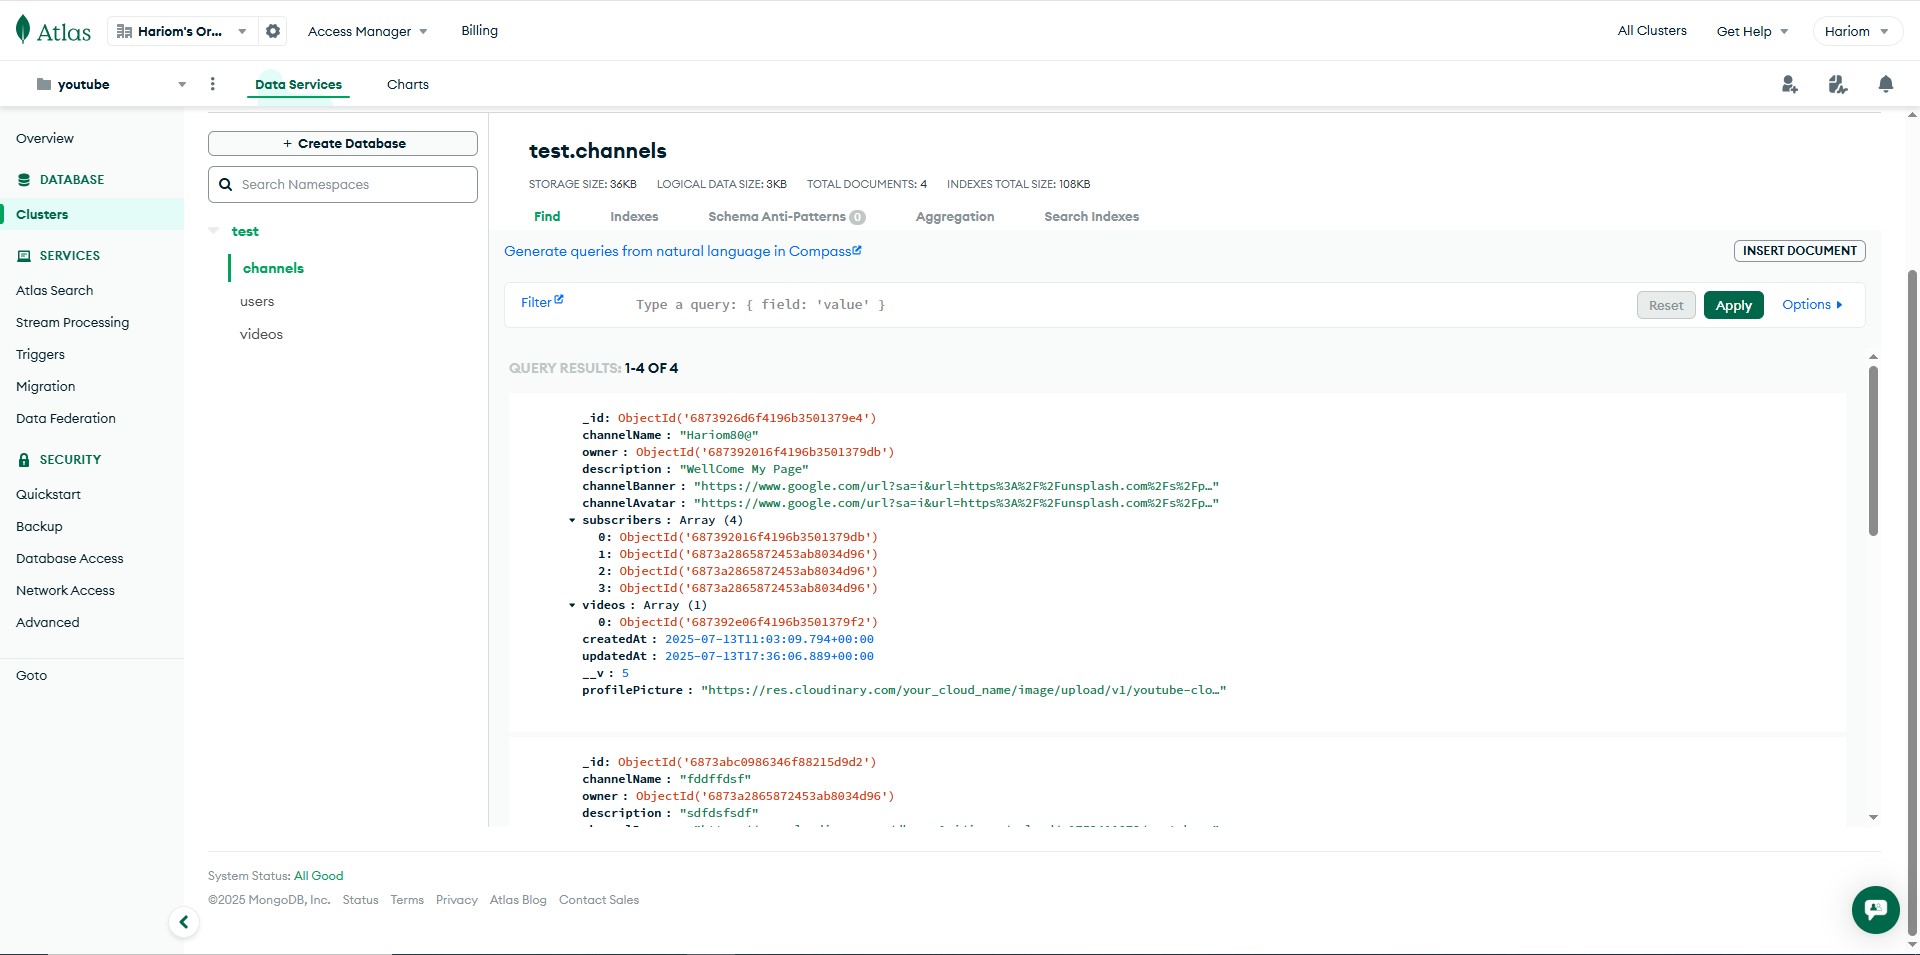 Atlas
Hariom's Or...
Access Manager
Billing
All Clusters
Get Help
Hariom
youtube
Data Services
Charts
Overview
DATABASE
Clusters
SERVICES
Atlas Search
Stream Processing
Triggers
Migration
Data Federation
SECURITY
Quickstart
Backup
Database Access
Network Access
Advanced
Goto
+ Create Database
Search Namespaces
test
channels
users
videos
test.channels
STORAGE SIZE: 36KB LOGICAL DATA SIZE: 3KB TOTAL DOCUMENTS: 4 INDEXES TOTAL SIZE: 108KB
Find Indexes Schema Anti-Patterns 0 Aggregation Search Indexes
Generate queries from natural language in Compass
INSERT DOCUMENT
Filter
Type a query: { field: 'value' }
Reset
Apply
Options
QUERY RESULTS: 1-4 OF 4
_id: ObjectId('6873926d6f4196b3501379e4')
channelName : "Hariom80@"
owner : ObjectId('687392016f4196b3501379db')
description : "WellCome My Page"
channelBanner : "https://www.google.com/url?sa=i&url=https%3A%2F%2Funsplash.com%2Fs%2Fp…"
channelAvatar : "https://www.google.com/url?sa=i&url=https%3A%2F%2Funsplash.com%2Fs%2Fp…"
subscribers : Array (4)
0: ObjectId('687392016f4196b3501379db')
1: ObjectId('6873a2865872453ab8034d96')
2: ObjectId('6873a2865872453ab8034d96')
3: ObjectId('6873a2865872453ab8034d96')
videos : Array (1)
0: ObjectId('687392e06f4196b3501379f2')
createdAt : 2025-07-13T11:03:09.794+00:00
updatedAt : 2025-07-13T17:36:06.889+00:00
__v : 5
profilePicture : "https://res.cloudinary.com/your_cloud_name/image/upload/v1/youtube-clo…"
_id: ObjectId('6873abc0986346f88215d9d2')
channelName : "fddffdsf"
owner : ObjectId('6873a2865872453ab8034d96')
description : "sdfdsfsdf"
System Status: All Good
©2025 MongoDB, Inc. Status Terms Privacy Atlas Blog Contact Sales